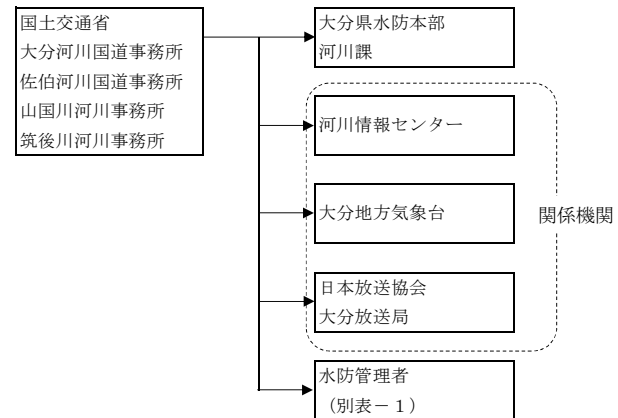 国土交通省
大分河川国道事務所
佐伯河川国道事務所
山国川河川事務所
筑後川河川事務所
大分県水防本部
河川課
河川情報センター
大分地方気象台
関係機関
日本放送協会
大分放送局
水防管理者
（別表－１）